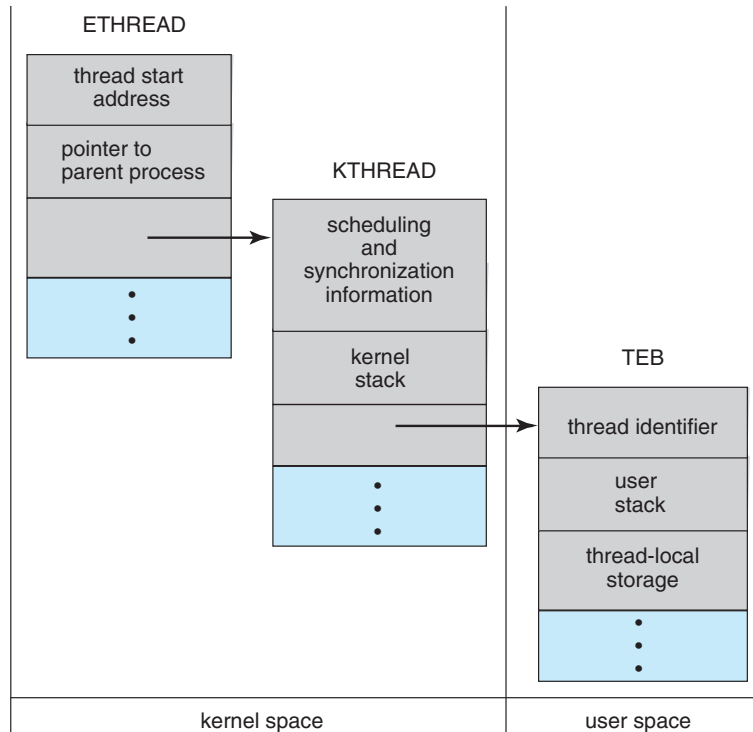 ETHREAD
thread start
address
pointer to
parent process
KTHREAD
scheduling
and
synchronization
information
kernel
stack
TEB
thread identifier
user
stack
thread-local
storage
kernel space
user space